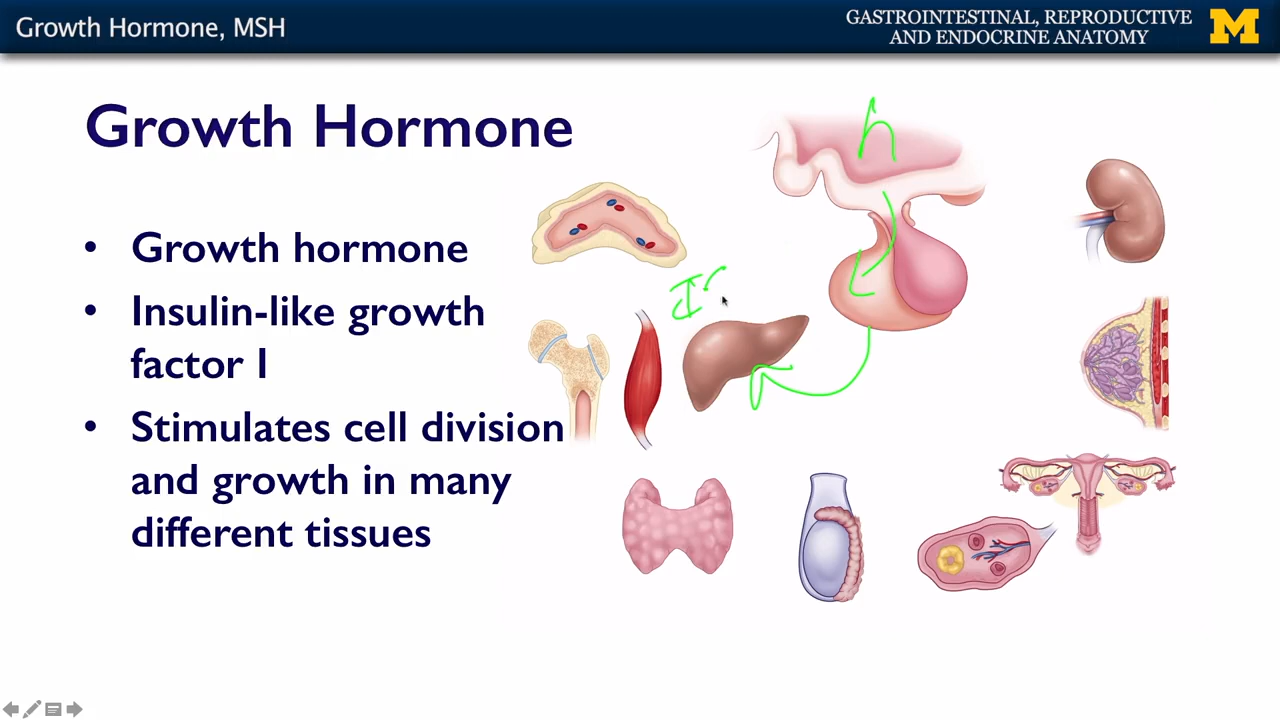 Growth Hormone, MSH
GASTROINTESTINAL, REPRODUCTIVE
AND ENDOCRINE ANATOMY
M
Growth Hormone
• Growth hormone
• Insulin-like growth
factor I
• Stimulates cell division
and growth in many
different tissues
h